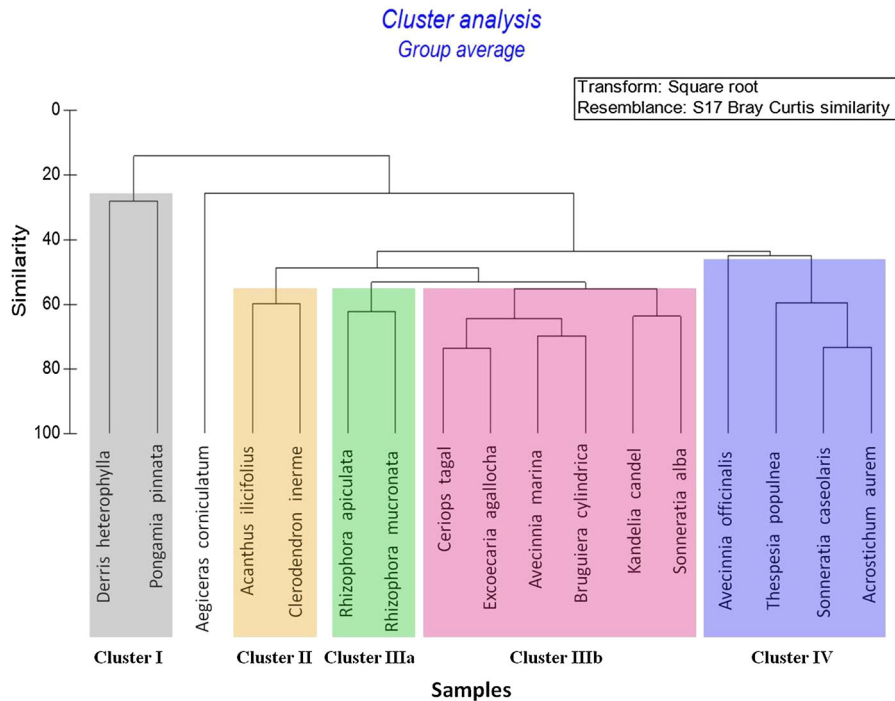 Cluster analysis
Group average
Transform: Square root
Resemblance: S17 Bray Curtis similarity
Similarity
0
20
40
60
80
100
Derris heterophylla
Pongamia pinnata
Aegiceras corniculatum
Acanthus ilicifolius
Clerodendron inerme
Rhizophora apiculata
Rhizophora mucronata
Ceriops tagal
Excoecaria agallocha
Avecinnia marina
Bruguiera cylindrica
Kandelia candel
Sonneratia alba
Avecinnia officinalis
Thespesia populnea
Sonneratia caseolaris
Acrostichum aurem
Cluster I
Cluster II
Cluster IIIa
Cluster IIIb
Cluster IV
Samples